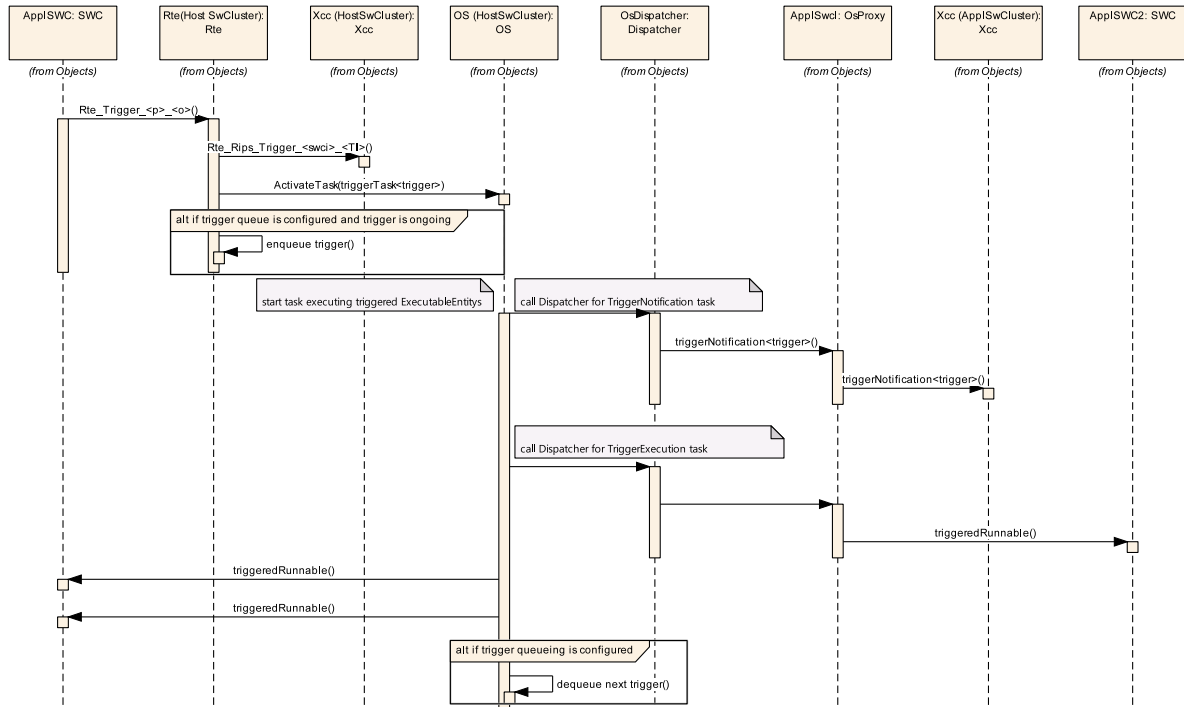 ApplSWC: SWC
Rte(Host SwCluster):
Rte
Xcc (HostSwCluster):
Xcc
OS (HostSwCluster):
OS
OsDispatcher:
Dispatcher
ApplSwcl: OsProxy
Xcc (ApplSwCluster):
Xcc
ApplSWC2: SWC
(from Objects)
(from Objects)
(from Objects)
(from Objects)
(from Objects)
(from Objects)
(from Objects)
(from Objects)
Rte_Trigger_<p>_<o>()
Rte_Rips_Trigger_<swci>_<TI>()
ActivateTask(triggerTask<trigger>)
alt if trigger queue is configured and trigger is ongoing
enqueue trigger()
start task executing triggered ExecutableEntitys
call Dispatcher for TriggerNotification task
triggerNotification<trigger>()
triggerNotification<trigger>()
call Dispatcher for TriggerExecution task
triggeredRunnable()
triggeredRunnable()
triggeredRunnable()
alt if trigger queueing is configured
dequeue next trigger()